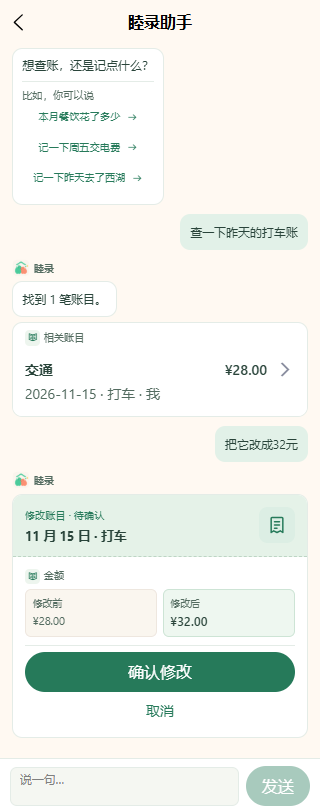 睦录助手
想查账，还是记点什么？
比如，你可以说
本月餐饮花了多少 →
记一下周五交电费 →
记一下昨天去了西湖 →
查一下昨天的打车账
睦录
找到 1 笔账目。
相关账目
交通 ¥28.00
2026-11-15 · 打车 · 我
把它改成32元
睦录
修改账目 · 待确认
11 月 15 日 · 打车
金额
修改前 修改后
¥28.00 ¥32.00
确认修改
取消
说一句... 发送